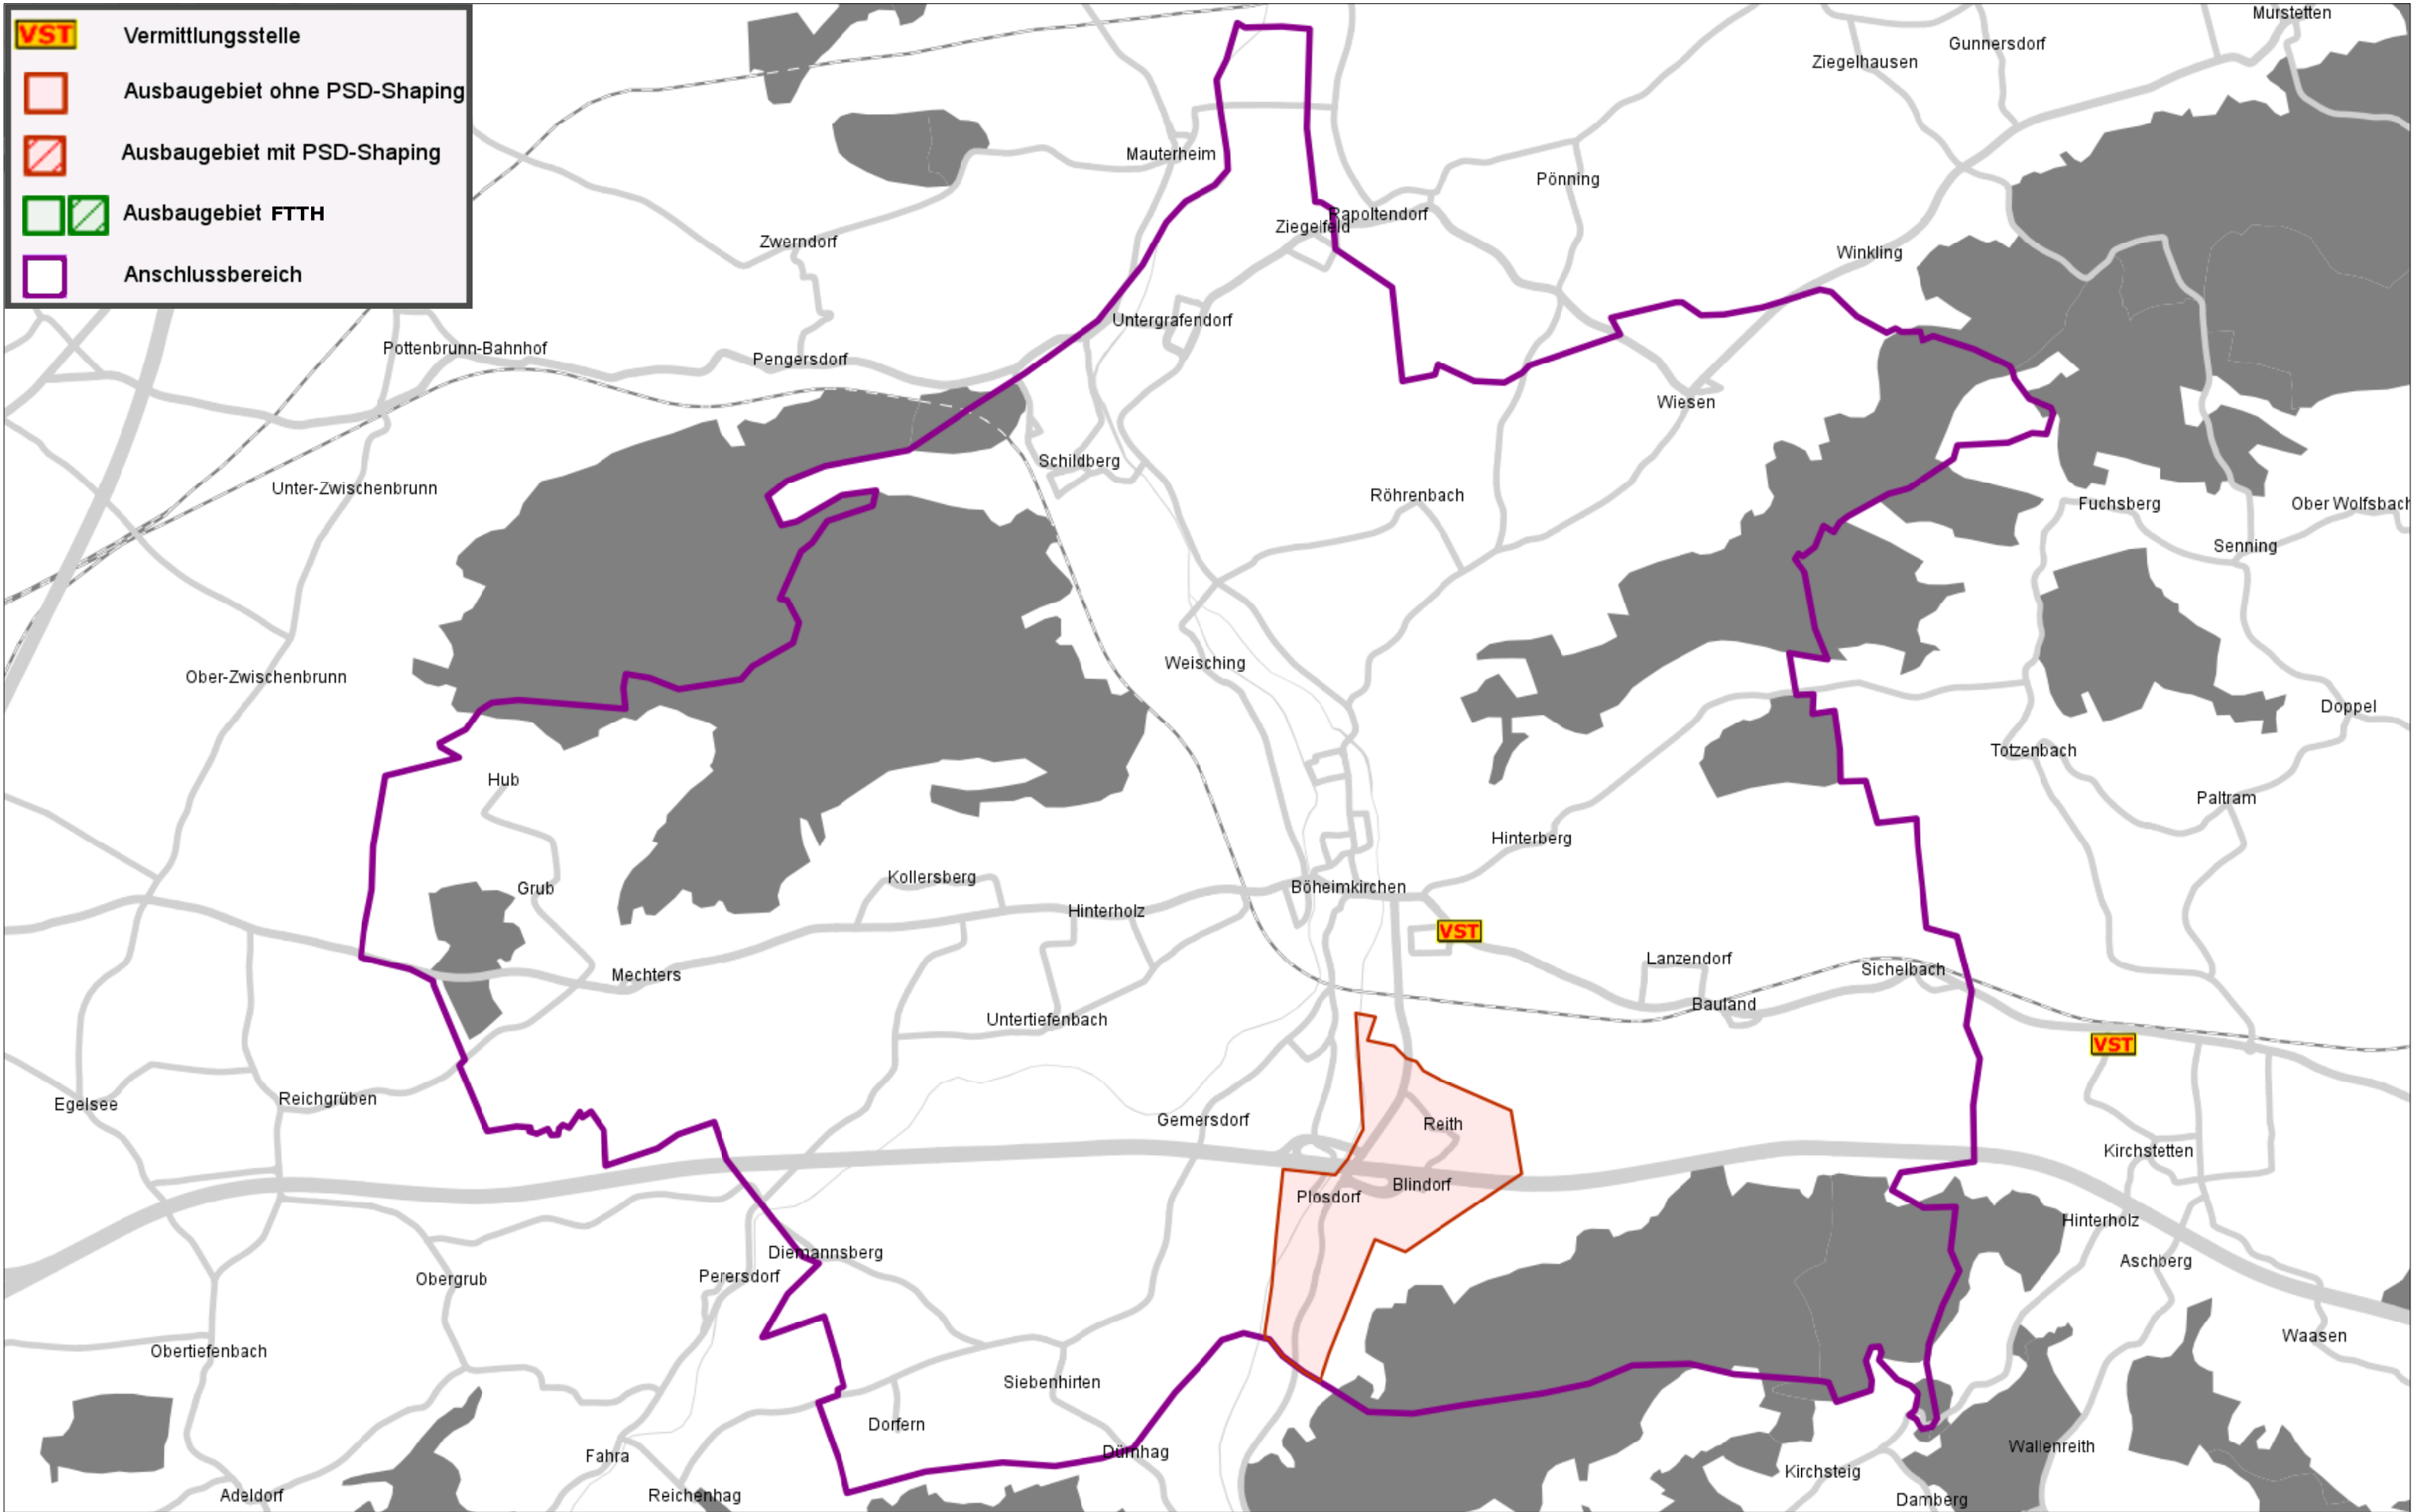 VST Vermittlungsstelle
Ausbaugebiet ohne PSD-Shaping
Ausbaugebiet mit PSD-Shaping
Ausbaugebiet FTTH
Anschlussbereich
Murstetten
Gunnersdorf
Ziegelhausen
Mauterheim
Pönning
Rapoltendorf
Ziegelfeld
Zwerndorf
Winkling
Untergrafendorf
Pottenbrunn-Bahnhof
Pengersdorf
Wiesen
Schildberg
Unter-Zwischenbrunn
Röhrenbach
Fuchsberg
Ober Wolfsbach
Senning
Weisching
Ober-Zwischenbrunn
Doppel
Totzenbach
Hub
Paltram
Hinterberg
Kollersberg
Grub
Böheimkirchen
Hinterholz
VST
Lanzendorf
Sichelbach
Mechters
Bauland
Untertiefenbach
VST
Reichgrüben
Egelsee
Gemersdorf
Reith
Kirchstetten
Blindorf
Plosdorf
Hinterholz
Diemannsberg
Aschberg
Perersdorf
Obergrub
Waasen
Obertiefenbach
Siebenhirten
Dorfern
Wallenreith
Dürnhag
Fahra
Kirchsteig
Adeldorf
Reichenhag
Damberg